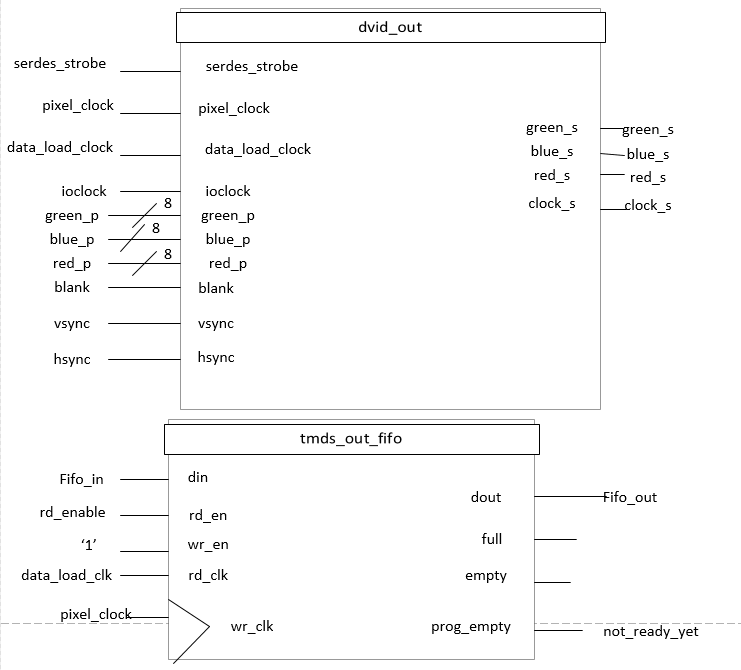 dvid_out
serdes_strobe serdes_strobe
pixel_clock pixel_clock
data_load_clock data_load_clock
ioclock ioclock
green_p 8 green_p
blue_p 8 blue_p
red_p 8 red_p
blank blank
vsync vsync
hsync hsync
green_s green_s
blue_s blue_s
red_s red_s
clock_s clock_s
tmds_out_fifo
Fifo_in din
rd_enable rd_en
‘1’ wr_en
data_load_clk rd_clk
pixel_clock wr_clk
dout Fifo_out
full
empty
prog_empty not_ready_yet